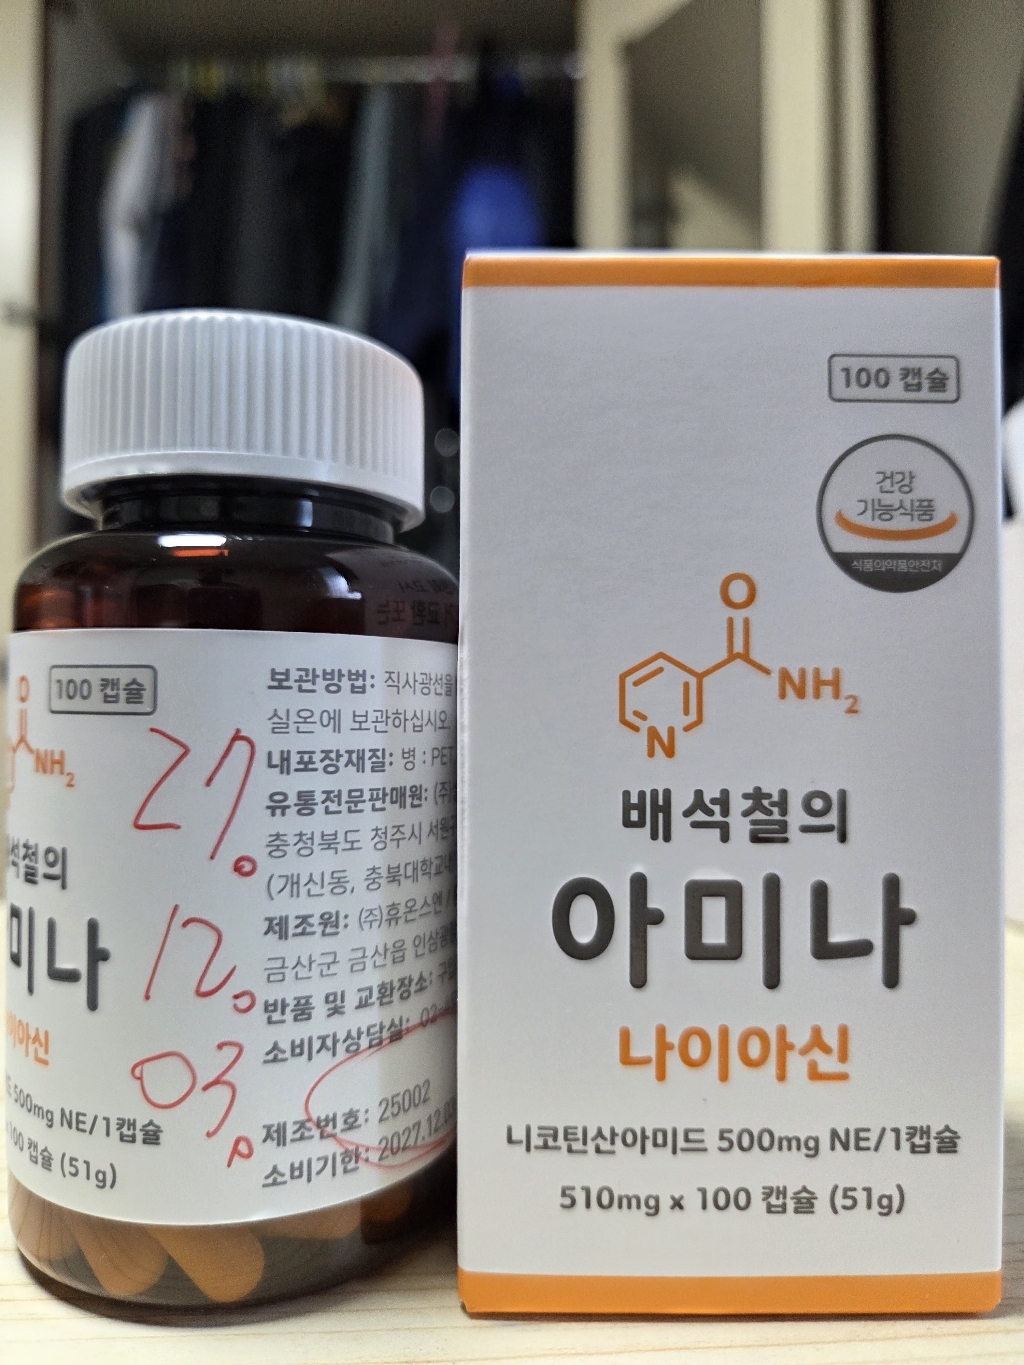 100 캡슐
O
NH2
석철의
미나
이아신
500mg NE/1캡슐
100 캡슐 (51g)
27.
12.
03.
보관방법: 직사광선을
실온에 보관하십시오.
내포장재질: 병 : PET
유통전문판매원: (주)
충청북도 청주시 서원구
(개신동, 충북대학교
제조원: (주)휴온스엔
금산군 금산읍 인삼광장
반품 및 교환장소:
소비자상담실: 02-
제조번호: 25002
소비기한: 2027.12.
100 캡슐
건강
기능식품
식품의약품안전처
O
NH2
N
배석철의
아미나
나이아신
니코틴산아미드 500mg NE/1캡슐
510mg x 100 캡슐 (51g)